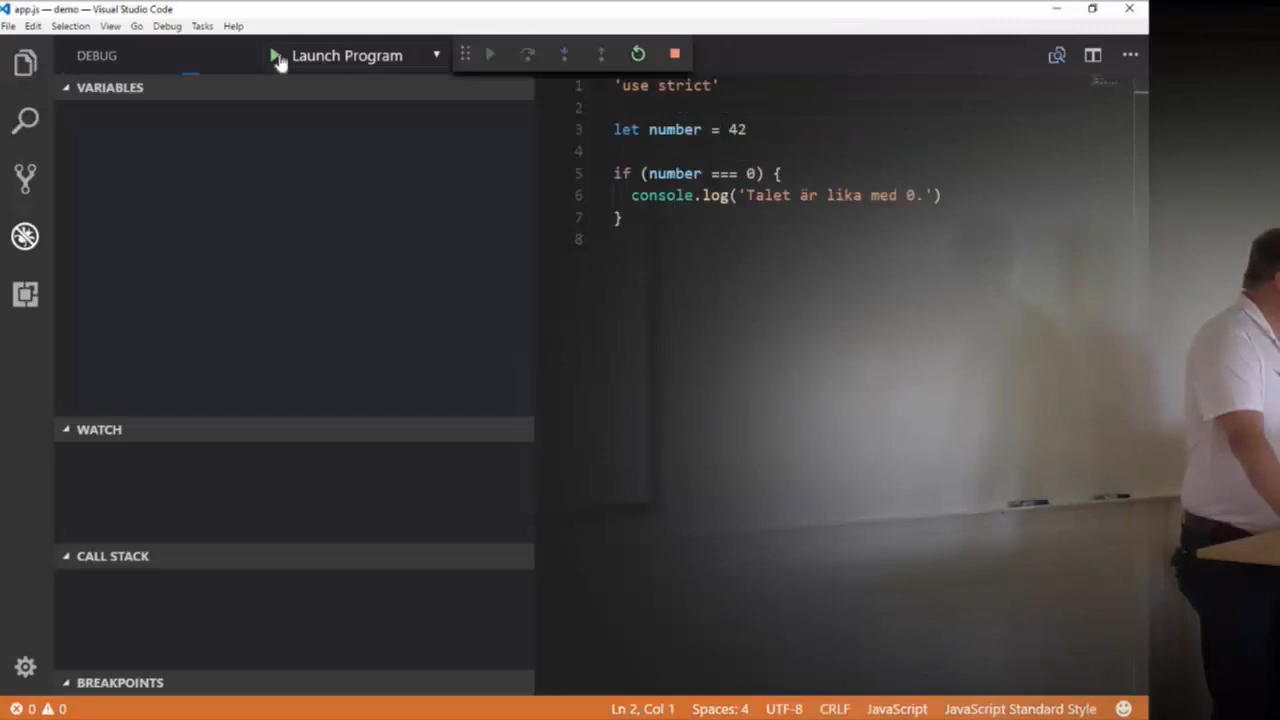 app.js — demo — Visual Studio Code
File Edit Selection View Go Debug Tasks Help
DEBUG Launch Program
VARIABLES
WATCH
CALL STACK
BREAKPOINTS
1 'use strict'
2
3 let number = 42
4
5 if (number === 0) {
6 console.log('Talet är lika med 0.')
7 }
8
0 0 Ln 2, Col 1 Spaces: 4 UTF-8 CRLF JavaScript JavaScript Standard Style